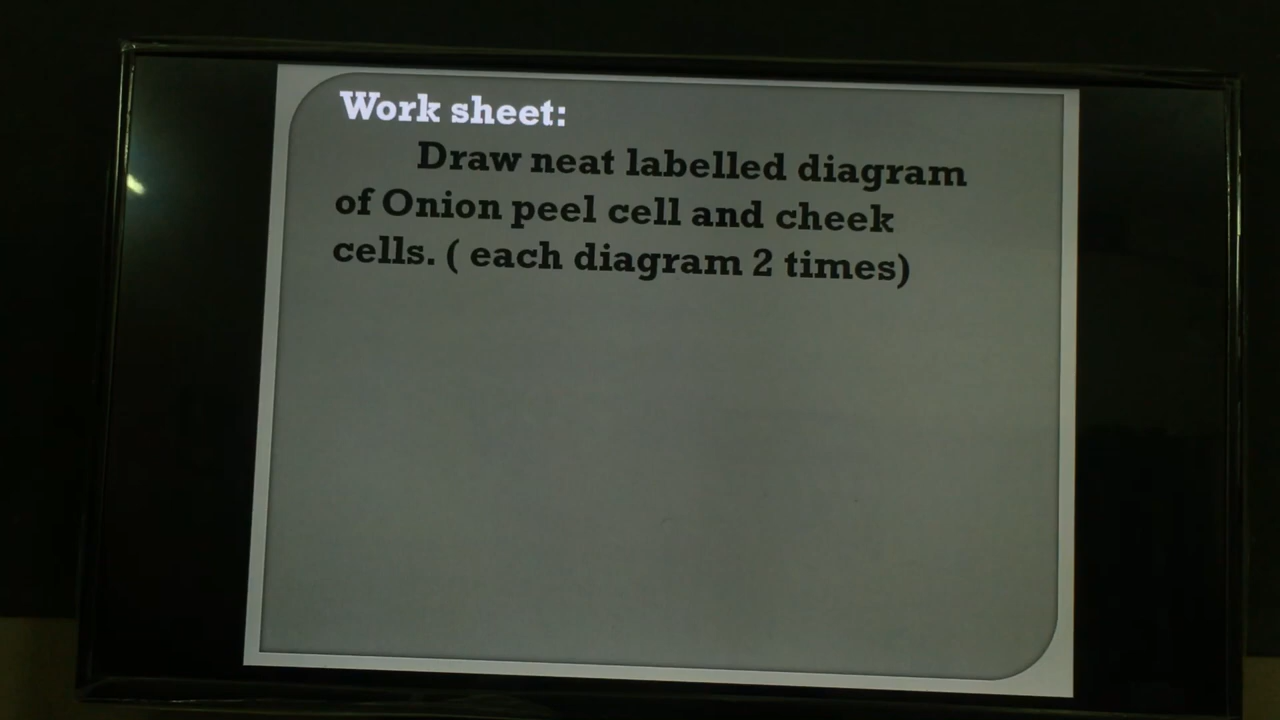 Work sheet:
Draw neat labelled diagram
of Onion peel cell and cheek
cells. ( each diagram 2 times)